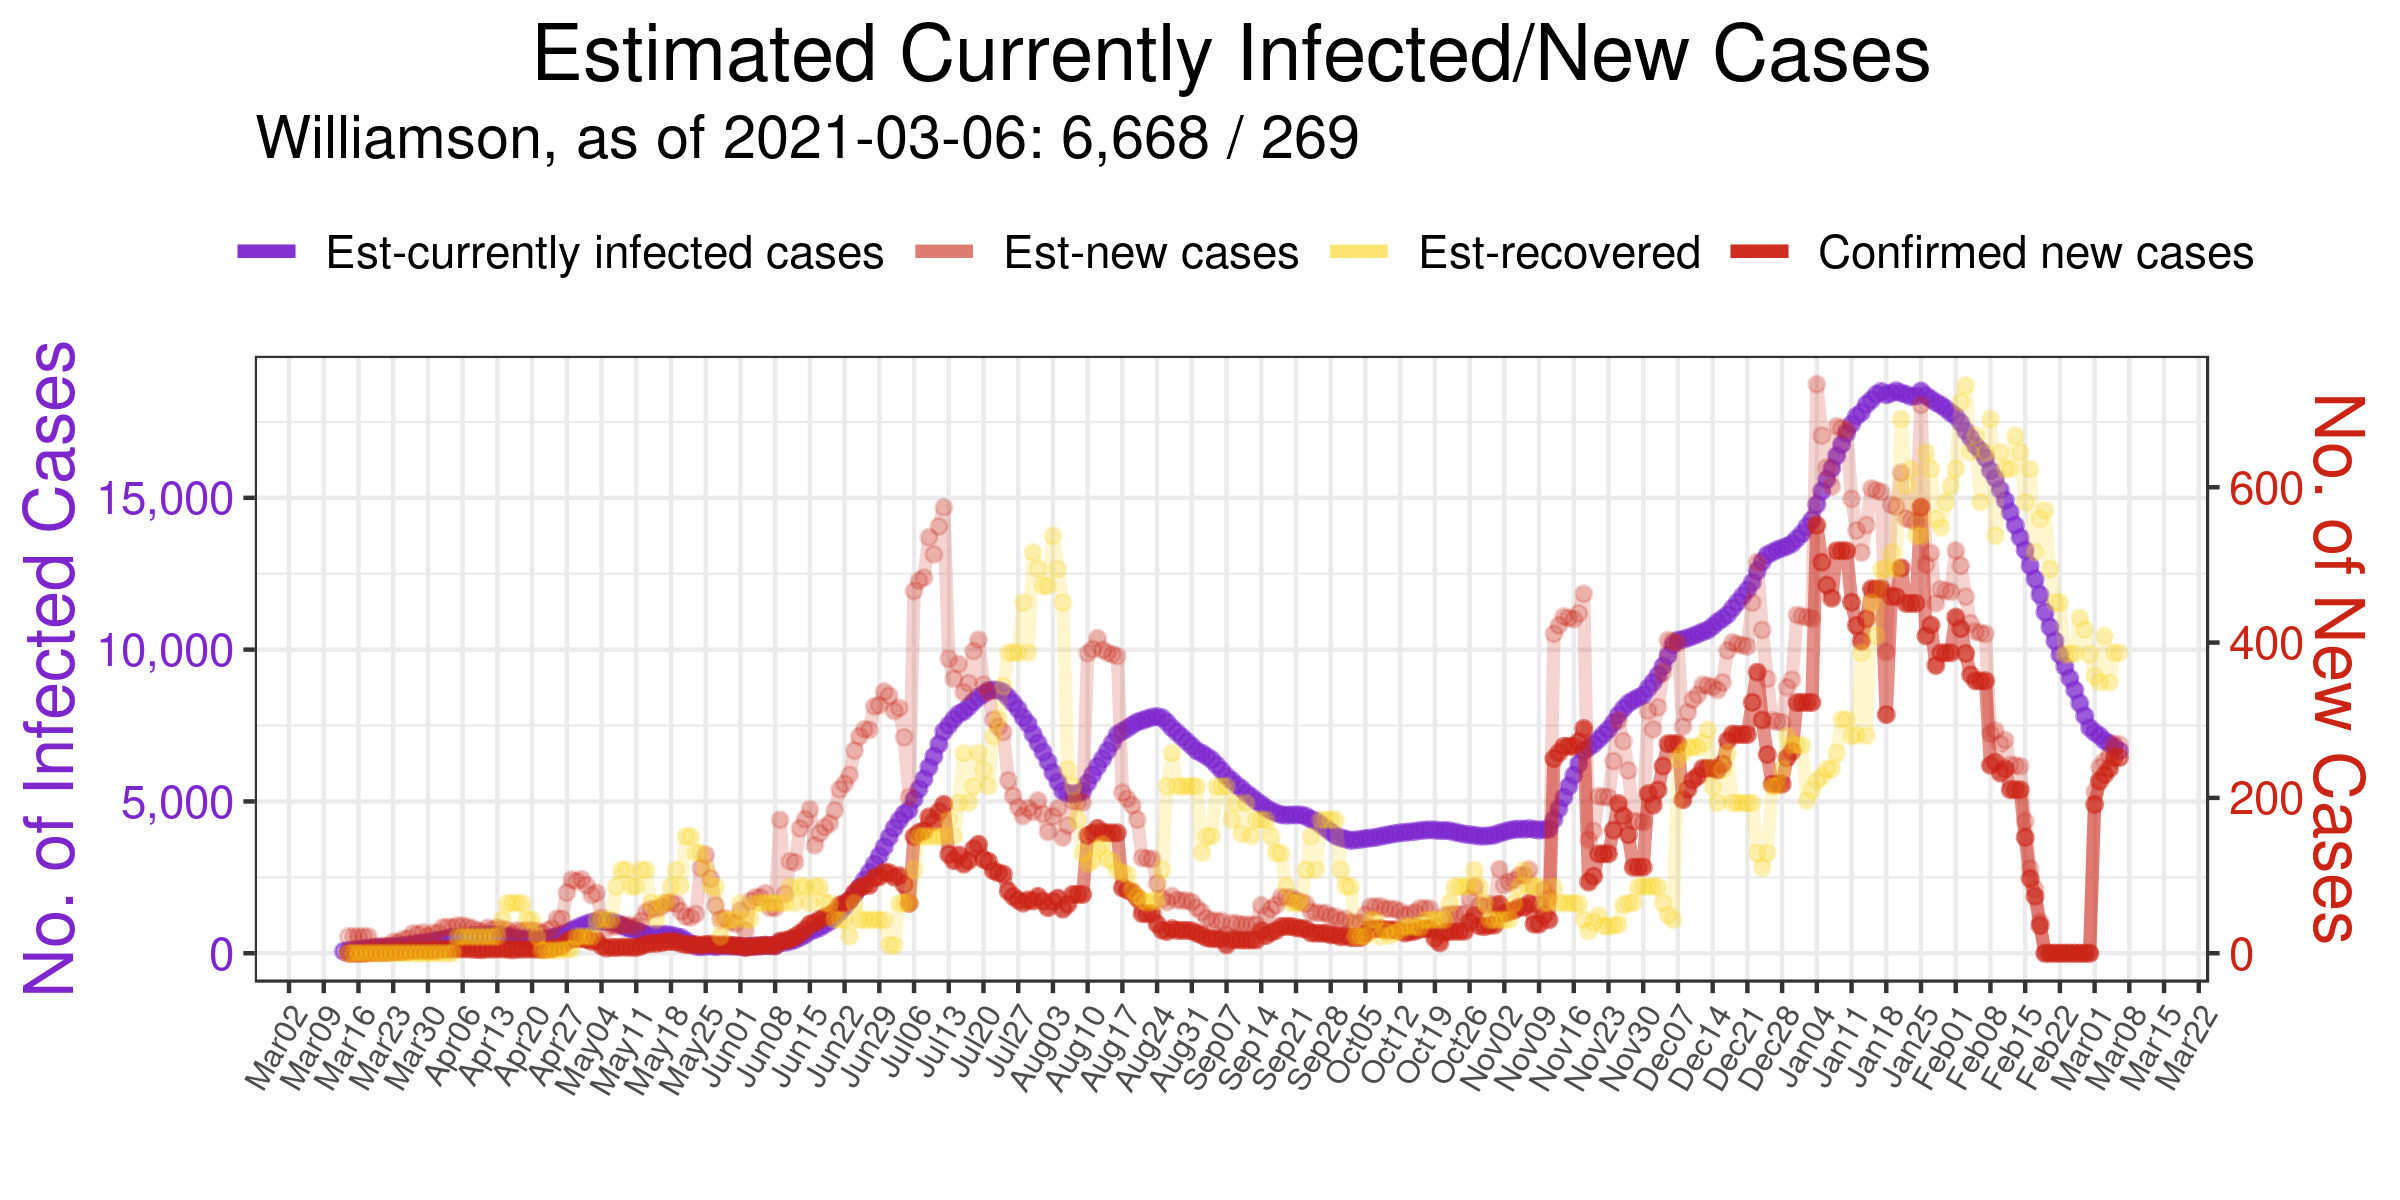 Estimated Currently Infected/New Cases
Williamson, as of 2021-03-06: 6,668 / 269
Est-currently infected cases Est-new cases Est-recovered Confirmed new cases
No. of Infected Cases
15,000
10,000
5,000
0
600
400
200
0
No. of New Cases
Mar02 Mar09 Mar16 Mar23 Mar30 Apr06 Apr13 Apr20 Apr27 May04 May11 May18 May25 Jun01 Jun08 Jun15 Jun22 Jun29 Jul06 Jul13 Jul20 Jul27 Aug03 Aug10 Aug17 Aug24 Aug31 Sep07 Sep14 Sep21 Sep28 Oct05 Oct12 Oct19 Oct26 Nov02 Nov09 Nov16 Nov23 Nov30 Dec07 Dec14 Dec21 Dec28 Jan04 Jan11 Jan18 Jan25 Feb01 Feb08 Feb15 Feb22 Mar01 Mar08 Mar15 Mar22